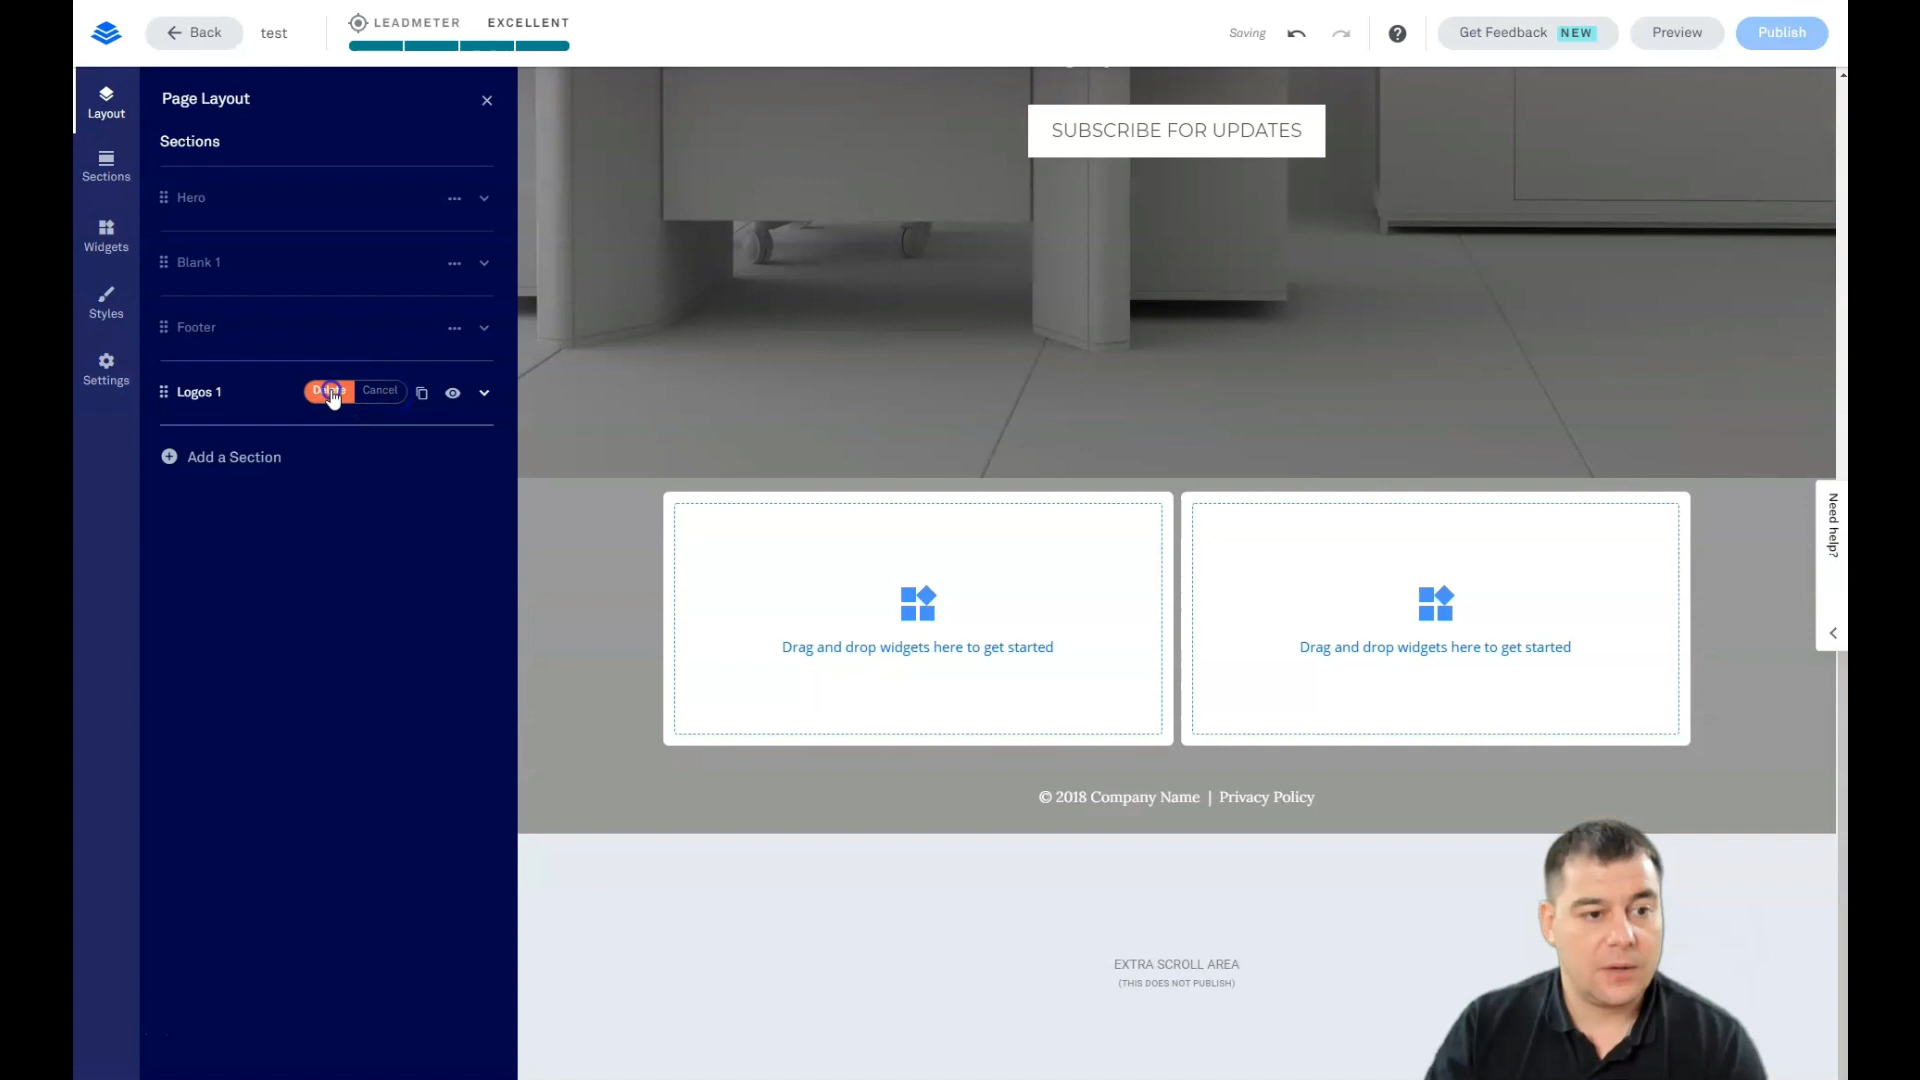 Back
test
LEADMETER EXCELLENT
Saving
Get Feedback NEW
Preview
Publish
Layout
Sections
Widgets
Styles
Settings
Page Layout
Sections
Hero
Blank 1
Footer
Logos 1
Cancel
Add a Section
SUBSCRIBE FOR UPDATES
Drag and drop widgets here to get started
Drag and drop widgets here to get started
© 2018 Company Name | Privacy Policy
EXTRA SCROLL AREA
(THIS DOES NOT PUBLISH)
Need help?